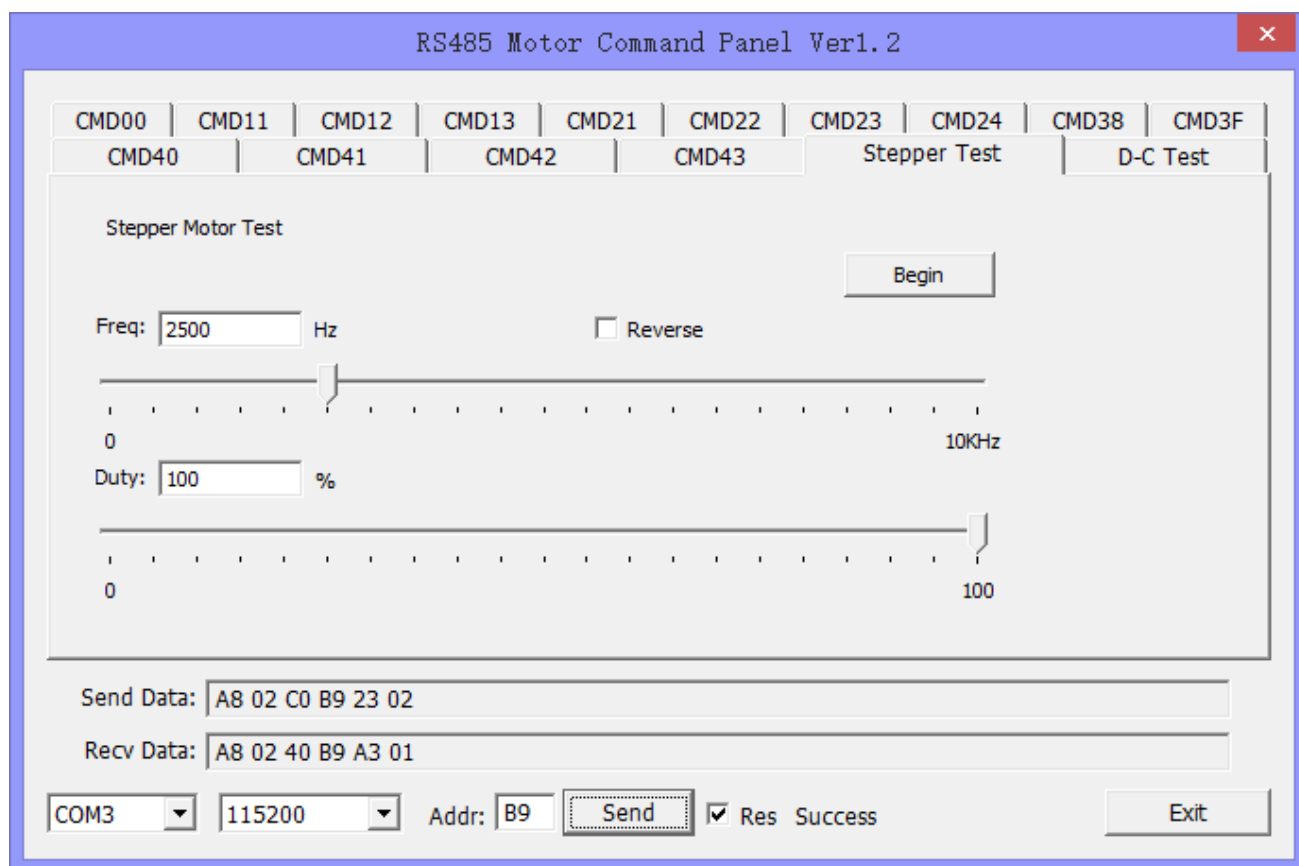 RS485 Motor Command Panel Ver1.2
CMD00 CMD11 CMD12 CMD13 CMD21 CMD22 CMD23 CMD24 CMD38 CMD3F
CMD40 CMD41 CMD42 CMD43 Stepper Test D-C Test
Stepper Motor Test
Begin
Freq: 2500 Hz Reverse
0 10KHz
Duty: 100 %
0 100
Send Data: A8 02 C0 B9 23 02
Recv Data: A8 02 40 B9 A3 01
COM3 115200 Addr: B9 Send Res Success Exit